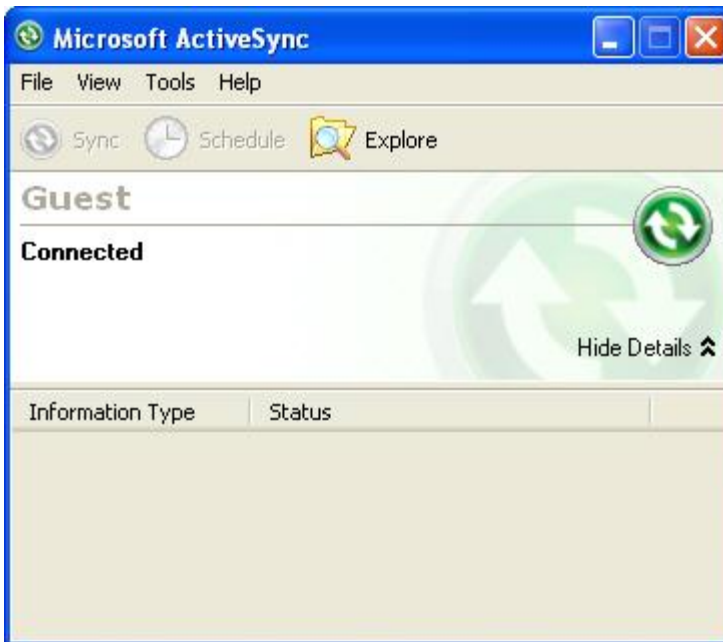 Microsoft ActiveSync
File View Tools Help
Sync Schedule Explore
Guest
Connected
Hide Details
Information Type Status